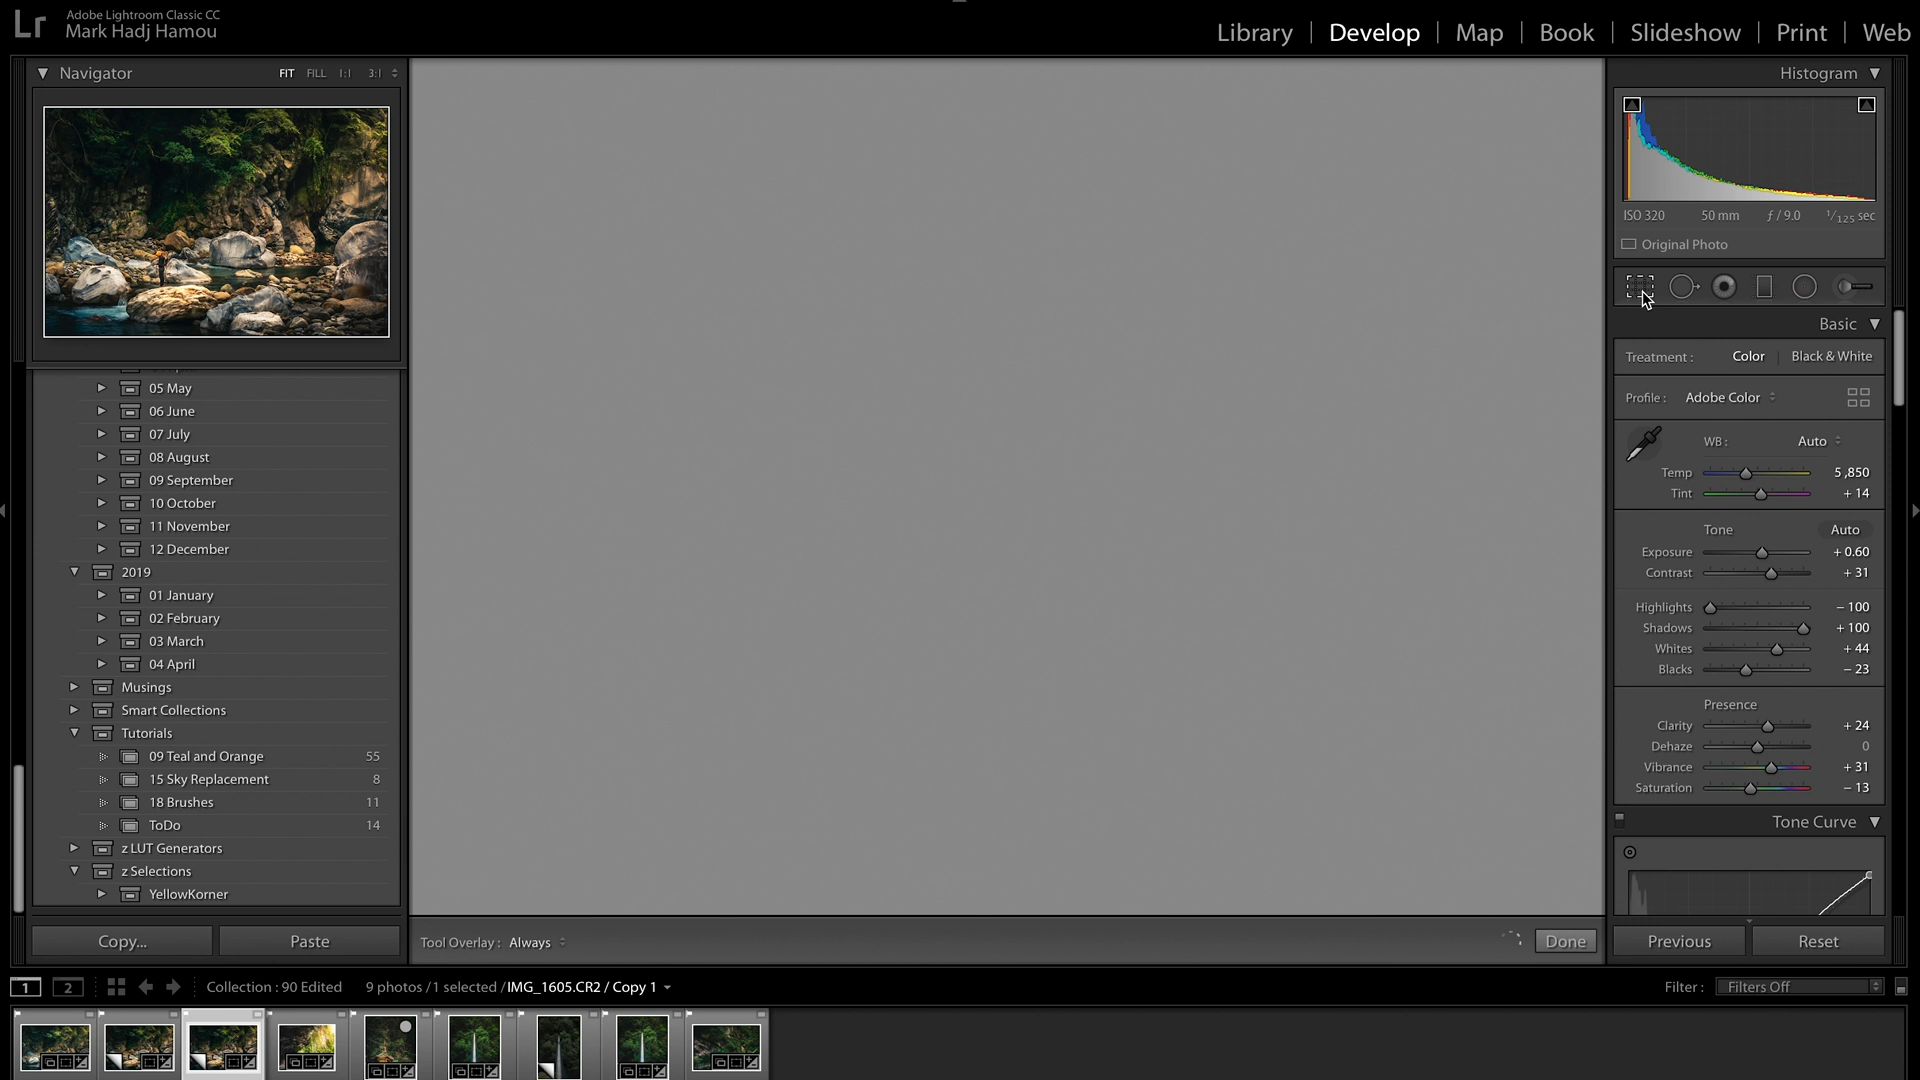 Lr
Adobe Lightroom Classic CC
Mark Hadj Hamou
Library | Develop | Map | Book | Slideshow | Print | Web
Navigator FIT FILL 1:1 3:1
05 May
06 June
07 July
08 August
09 September
10 October
11 November
12 December
2019
01 January
02 February
03 March
04 April
Musings
Smart Collections
Tutorials
09 Teal and Orange 55
15 Sky Replacement 8
18 Brushes 11
ToDo 14
z LUT Generators
z Selections
YellowKorner
Copy... Paste
Tool Overlay : Always Done
Histogram
ISO 320 50 mm ƒ / 9.0 1/125 sec
Original Photo
Basic
Treatment : Color Black & White
Profile : Adobe Color
WB : Auto
Temp 5,850
Tint + 14
Tone Auto
Exposure + 0.60
Contrast + 31
Highlights − 100
Shadows + 100
Whites + 44
Blacks − 23
Presence
Clarity + 24
Dehaze 0
Vibrance + 31
Saturation − 13
Tone Curve
Previous Reset
1 2 Collection : 90 Edited 9 photos / 1 selected / IMG_1605.CR2 / Copy 1 Filter : Filters Off